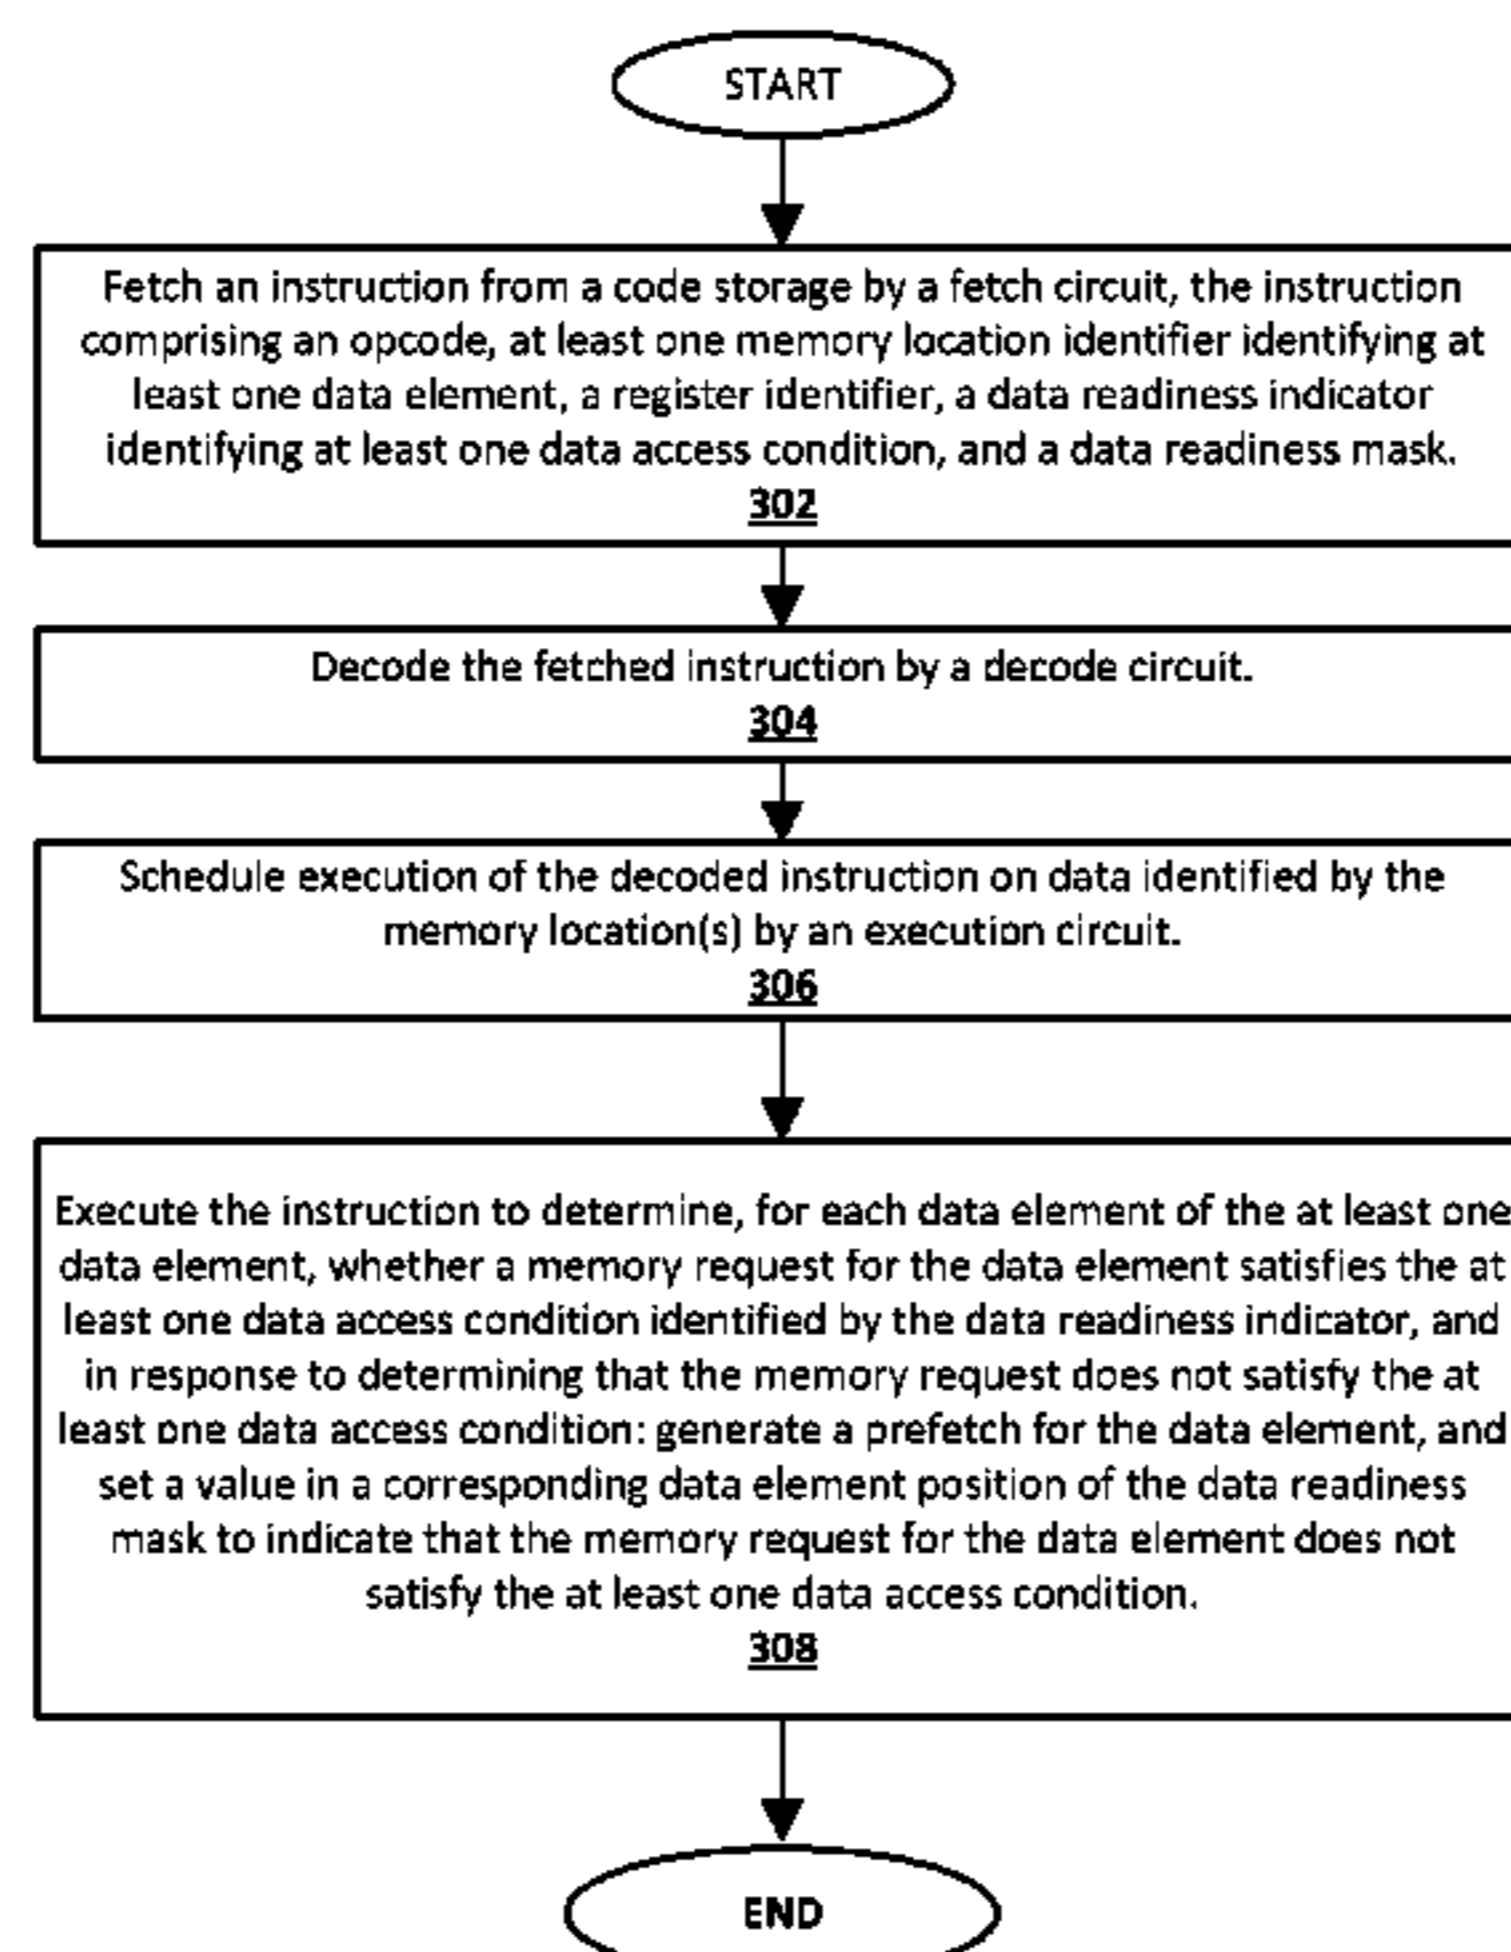 START
Fetch an instruction from a code storage by a fetch circuit, the instruction
comprising an opcode, at least one memory location identifier identifying at
least one data element, a register identifier, a data readiness indicator
identifying at least one data access condition, and a data readiness mask.
302
Decode the fetched instruction by a decode circuit.
304
Schedule execution of the decoded instruction on data identified by the
memory location(s) by an execution circuit.
306
Execute the instruction to determine, for each data element of the at least one
data element, whether a memory request for the data element satisfies the at
least one data access condition identified by the data readiness indicator, and
in response to determining that the memory request does not satisfy the at
least one data access condition: generate a prefetch for the data element, and
set a value in a corresponding data element position of the data readiness
mask to indicate that the memory request for the data element does not
satisfy the at least one data access condition.
308
END